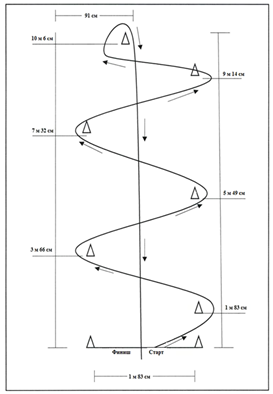 91 см
10 м 6 см
9 м 14 см
7 м 32 см
5 м 49 см
3 м 66 см
1 м 83 см
Финиш Старт
1 м 83 см